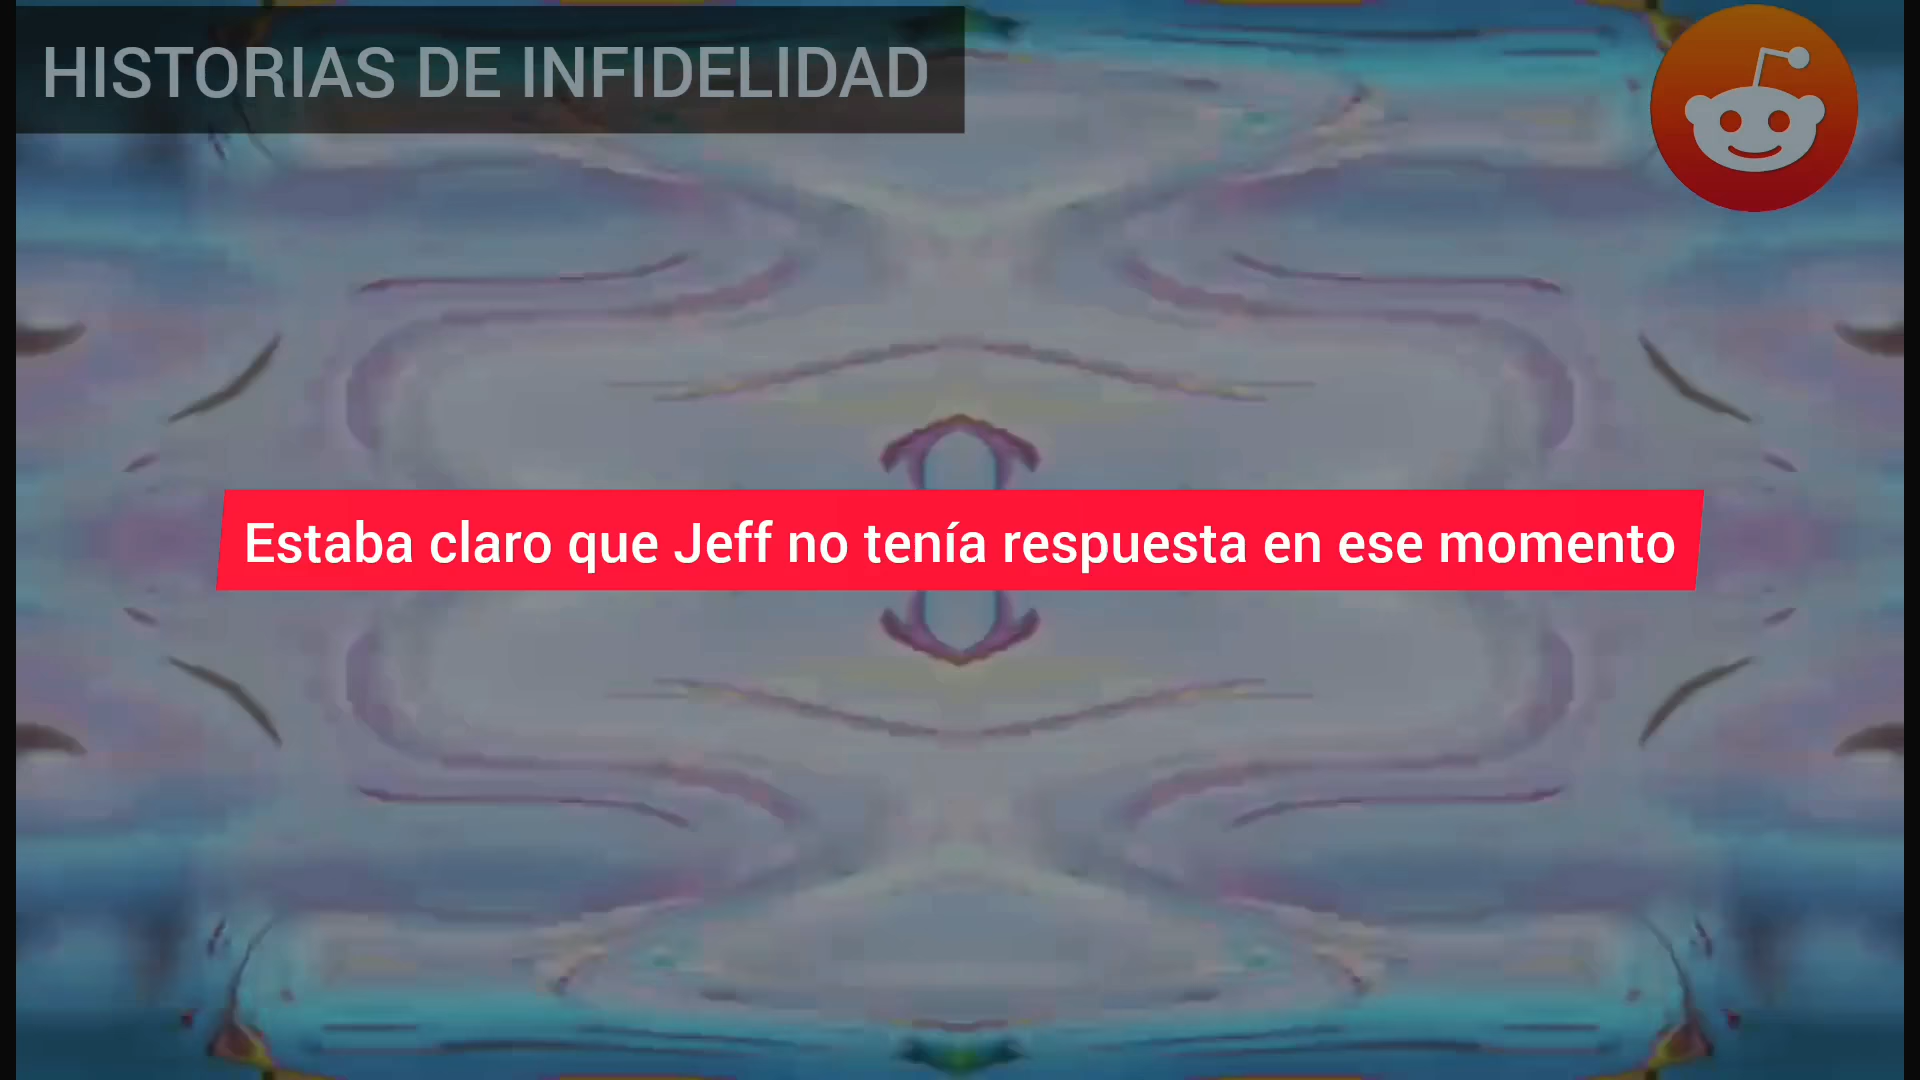 HISTORIAS DE INFIDELIDAD
Estaba claro que Jeff no tenía respuesta en ese momento